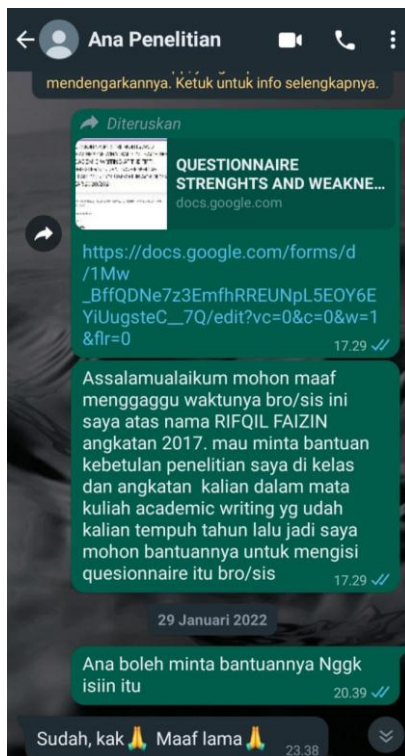 Ana Penelitian
mendengarkannya. Ketuk untuk info selengkapnya.
Diteruskan
QUESTIONNAIRE
STRENGHTS AND WEAKNE...
docs.google.com
https://docs.google.com/forms/d
/1Mw
_BffQDNe7z3EmfhRREUNpL5EOY6E
YiUugsteC__7Q/edit?vc=0&c=0&w=1
&flr=0
17.29
Assalamualaikum mohon maaf
menggaggu waktunya bro/sis ini
saya atas nama RIFQIL FAIZIN
angkatan 2017. mau minta bantuan
kebetulan penelitian saya di kelas
dan angkatan kalian dalam mata
kuliah academic writing yg udah
kalian tempuh tahun lalu jadi saya
mohon bantuannya untuk mengisi
quesionnaire itu bro/sis
17.29
29 Januari 2022
Ana boleh minta bantuannya Nggk
isiin itu
20.39
Sudah, kak🙏 Maaf lama🙏
23.38